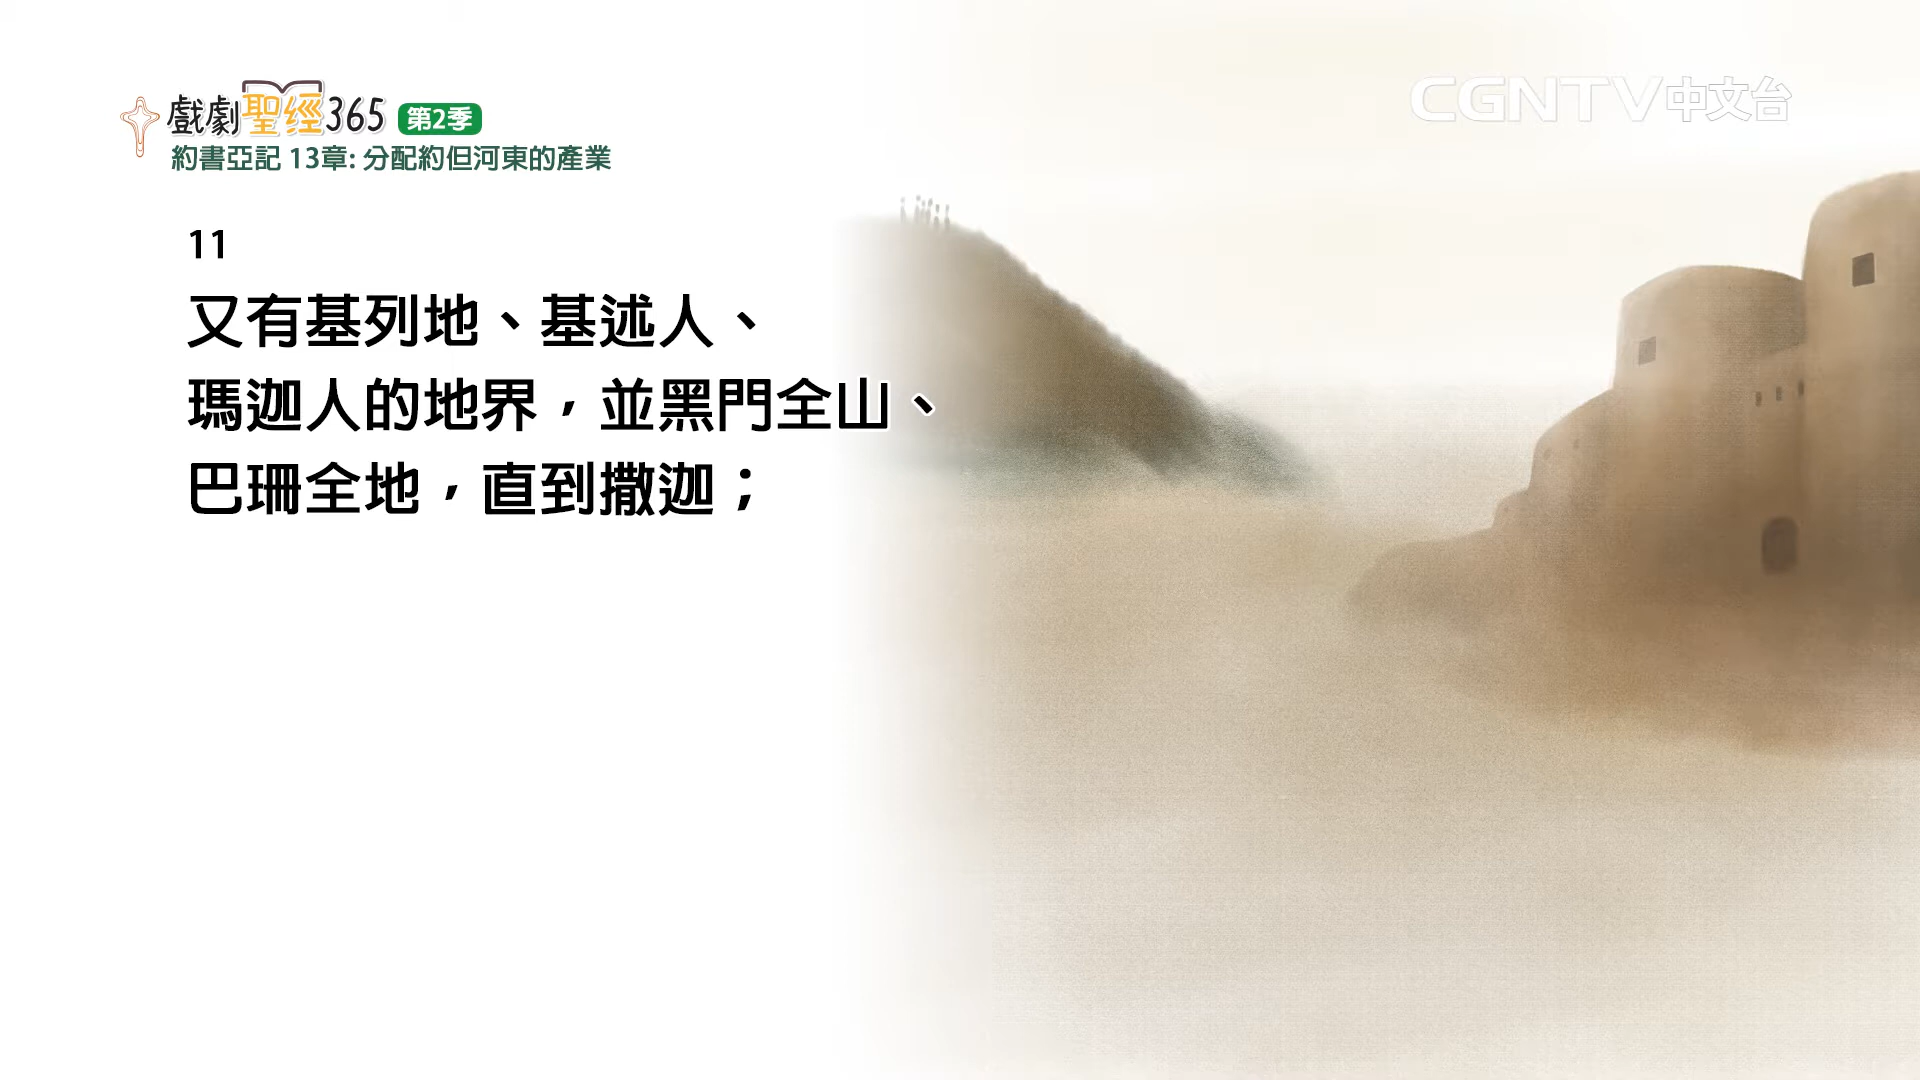 戲劇聖經365 第2季
CGNTV中文台
約書亞記 13章: 分配約但河東的產業
11
又有基列地、基述人、
瑪迦人的地界，並黑門全山、
巴珊全地，直到撒迦；